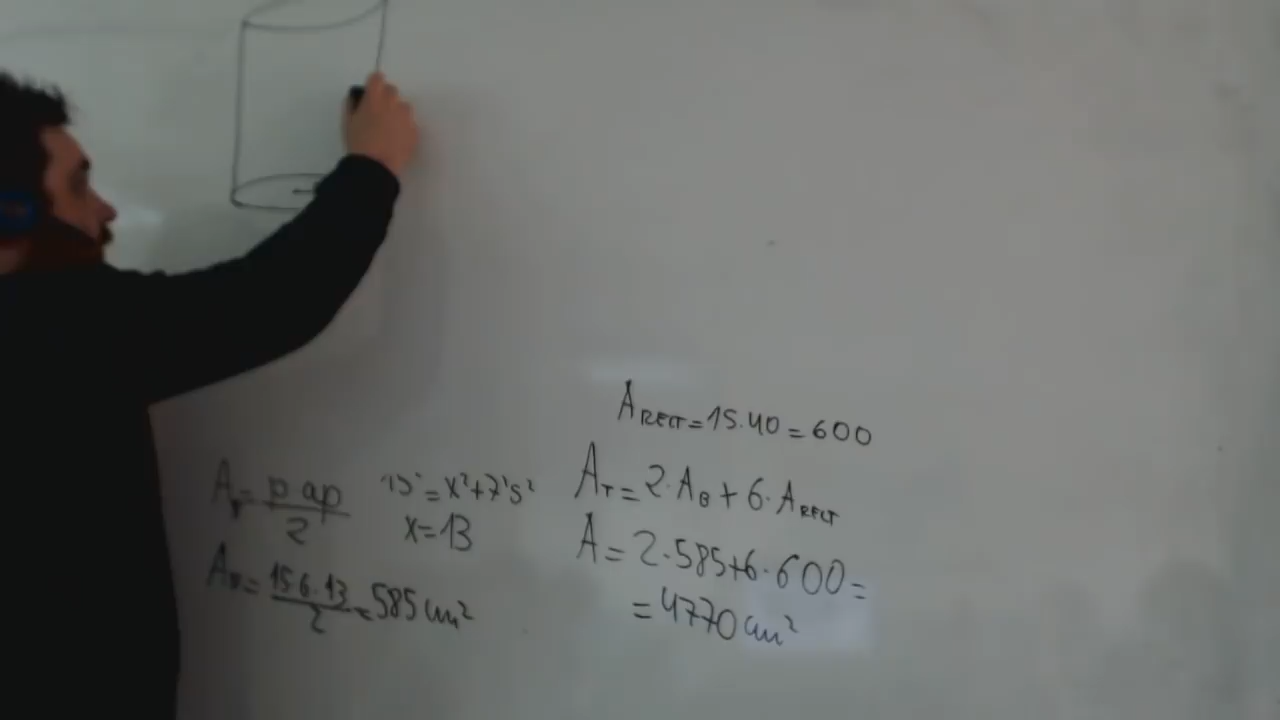 A_B = p·ap / 2
15² = x² + 7'5²
x = 13
A_B = 15·6·13 / 2 = 585 cm²
A_RECT = 15·40 = 600
A_T = 2·A_B + 6·A_RECT
A = 2·585 + 6·600 =
= 4770 cm²